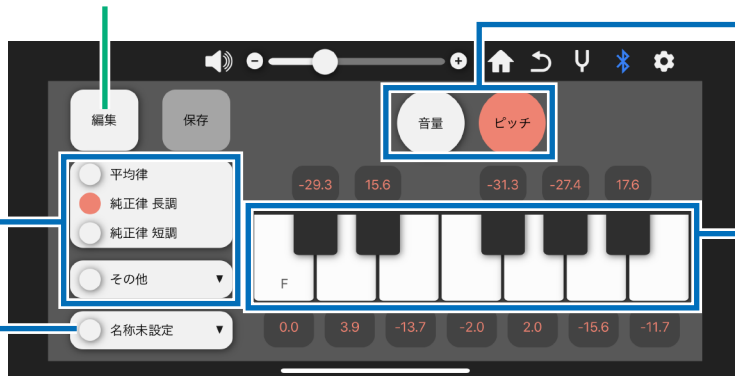 編集
保存
音量
ピッチ
平均律
純正律 長調
純正律 短調
その他 ▼
名称未設定 ▼
-29.3 15.6 -31.3 -27.4 17.6
F
0.0 3.9 -13.7 -2.0 2.0 -15.6 -11.7